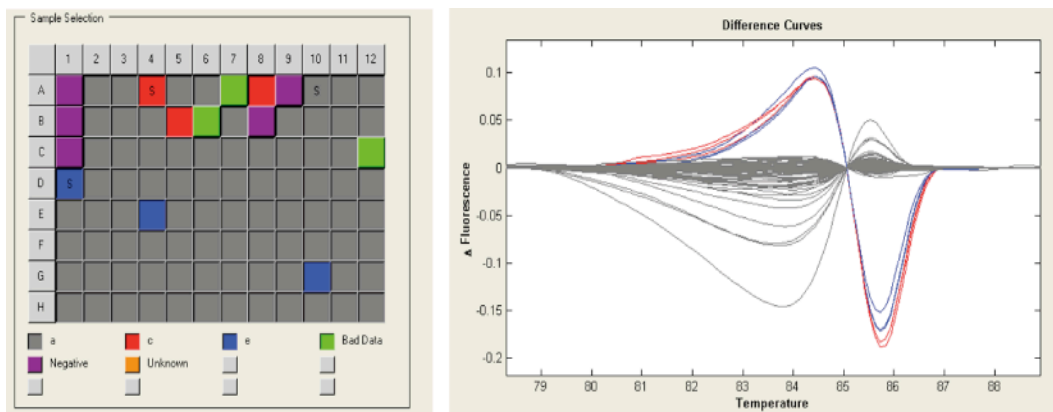 Sample Selection
1 2 3 4 5 6 7 8 9 10 11 12
A S S
B
C
D S
E
F
G
H
a c e Bad Data
Negative Unknown
Difference Curves
0.1
0.05
0
-0.05
-0.1
-0.15
-0.2
Δ Fluorescence
79 80 81 82 83 84 85 86 87 88
Temperature